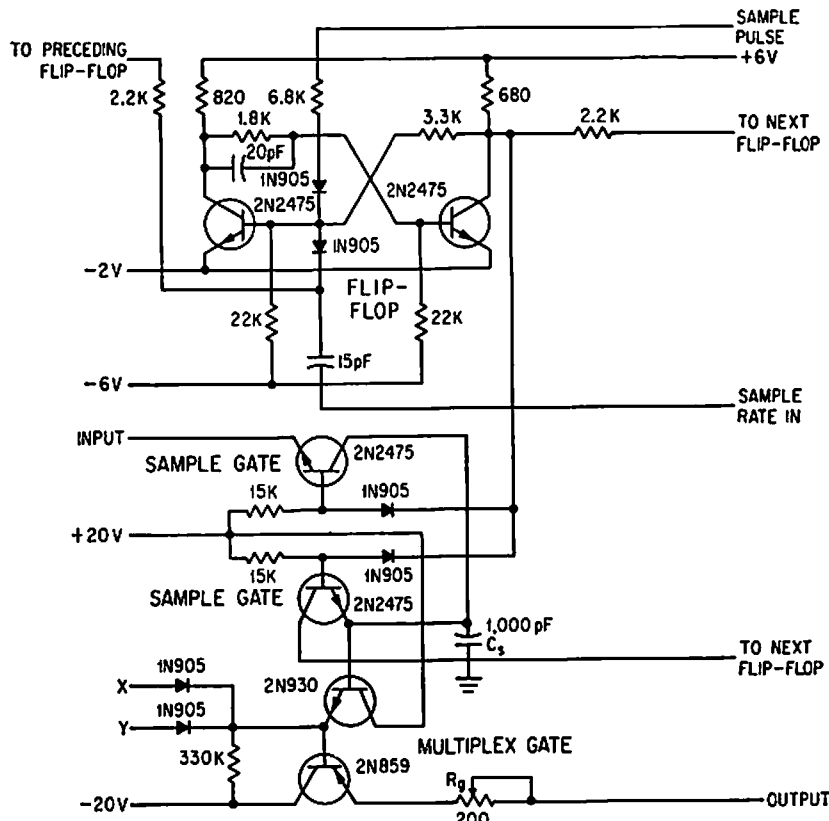 SAMPLE
PULSE
TO PRECEDING
FLIP-FLOP
+6V
2.2K
820
6.8K
680
1.8K
3.3K
2.2K
TO NEXT
FLIP-FLOP
20pF
1N905
2N2475
2N2475
1N905
-2V
FLIP-
FLOP
22K
22K
15pF
-6V
SAMPLE
RATE IN
INPUT
2N2475
SAMPLE GATE
15K
1N905
+20V
15K
1N905
SAMPLE GATE
2N2475
1,000pF
Cs
TO NEXT
FLIP-FLOP
1N905
X
2N930
1N905
Y
MULTIPLEX GATE
330K
2N859
Rg
-20V
OUTPUT
200